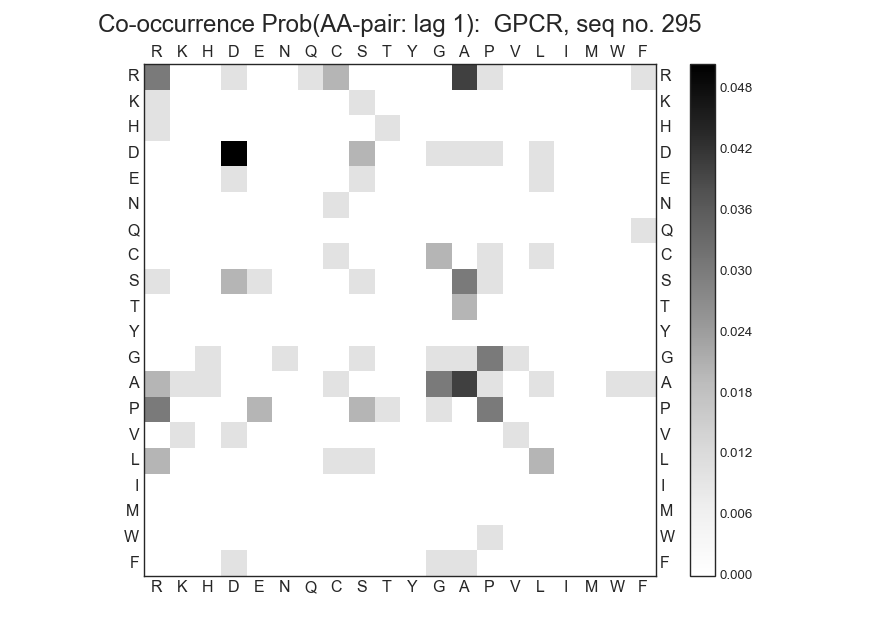 Co-occurrence Prob(AA-pair: lag 1):  GPCR, seq no. 295
R K H D E N Q C S T Y G A P V L I M W F
R R 0.048
K K
H H 0.042
D D
E E 0.036
N N
Q Q
C C 0.030
S S
T T 0.024
Y Y
G G 0.018
A A
P P 0.012
V V
L L
I I 0.006
M M
W W
F F 0.000
R K H D E N Q C S T Y G A P V L I M W F